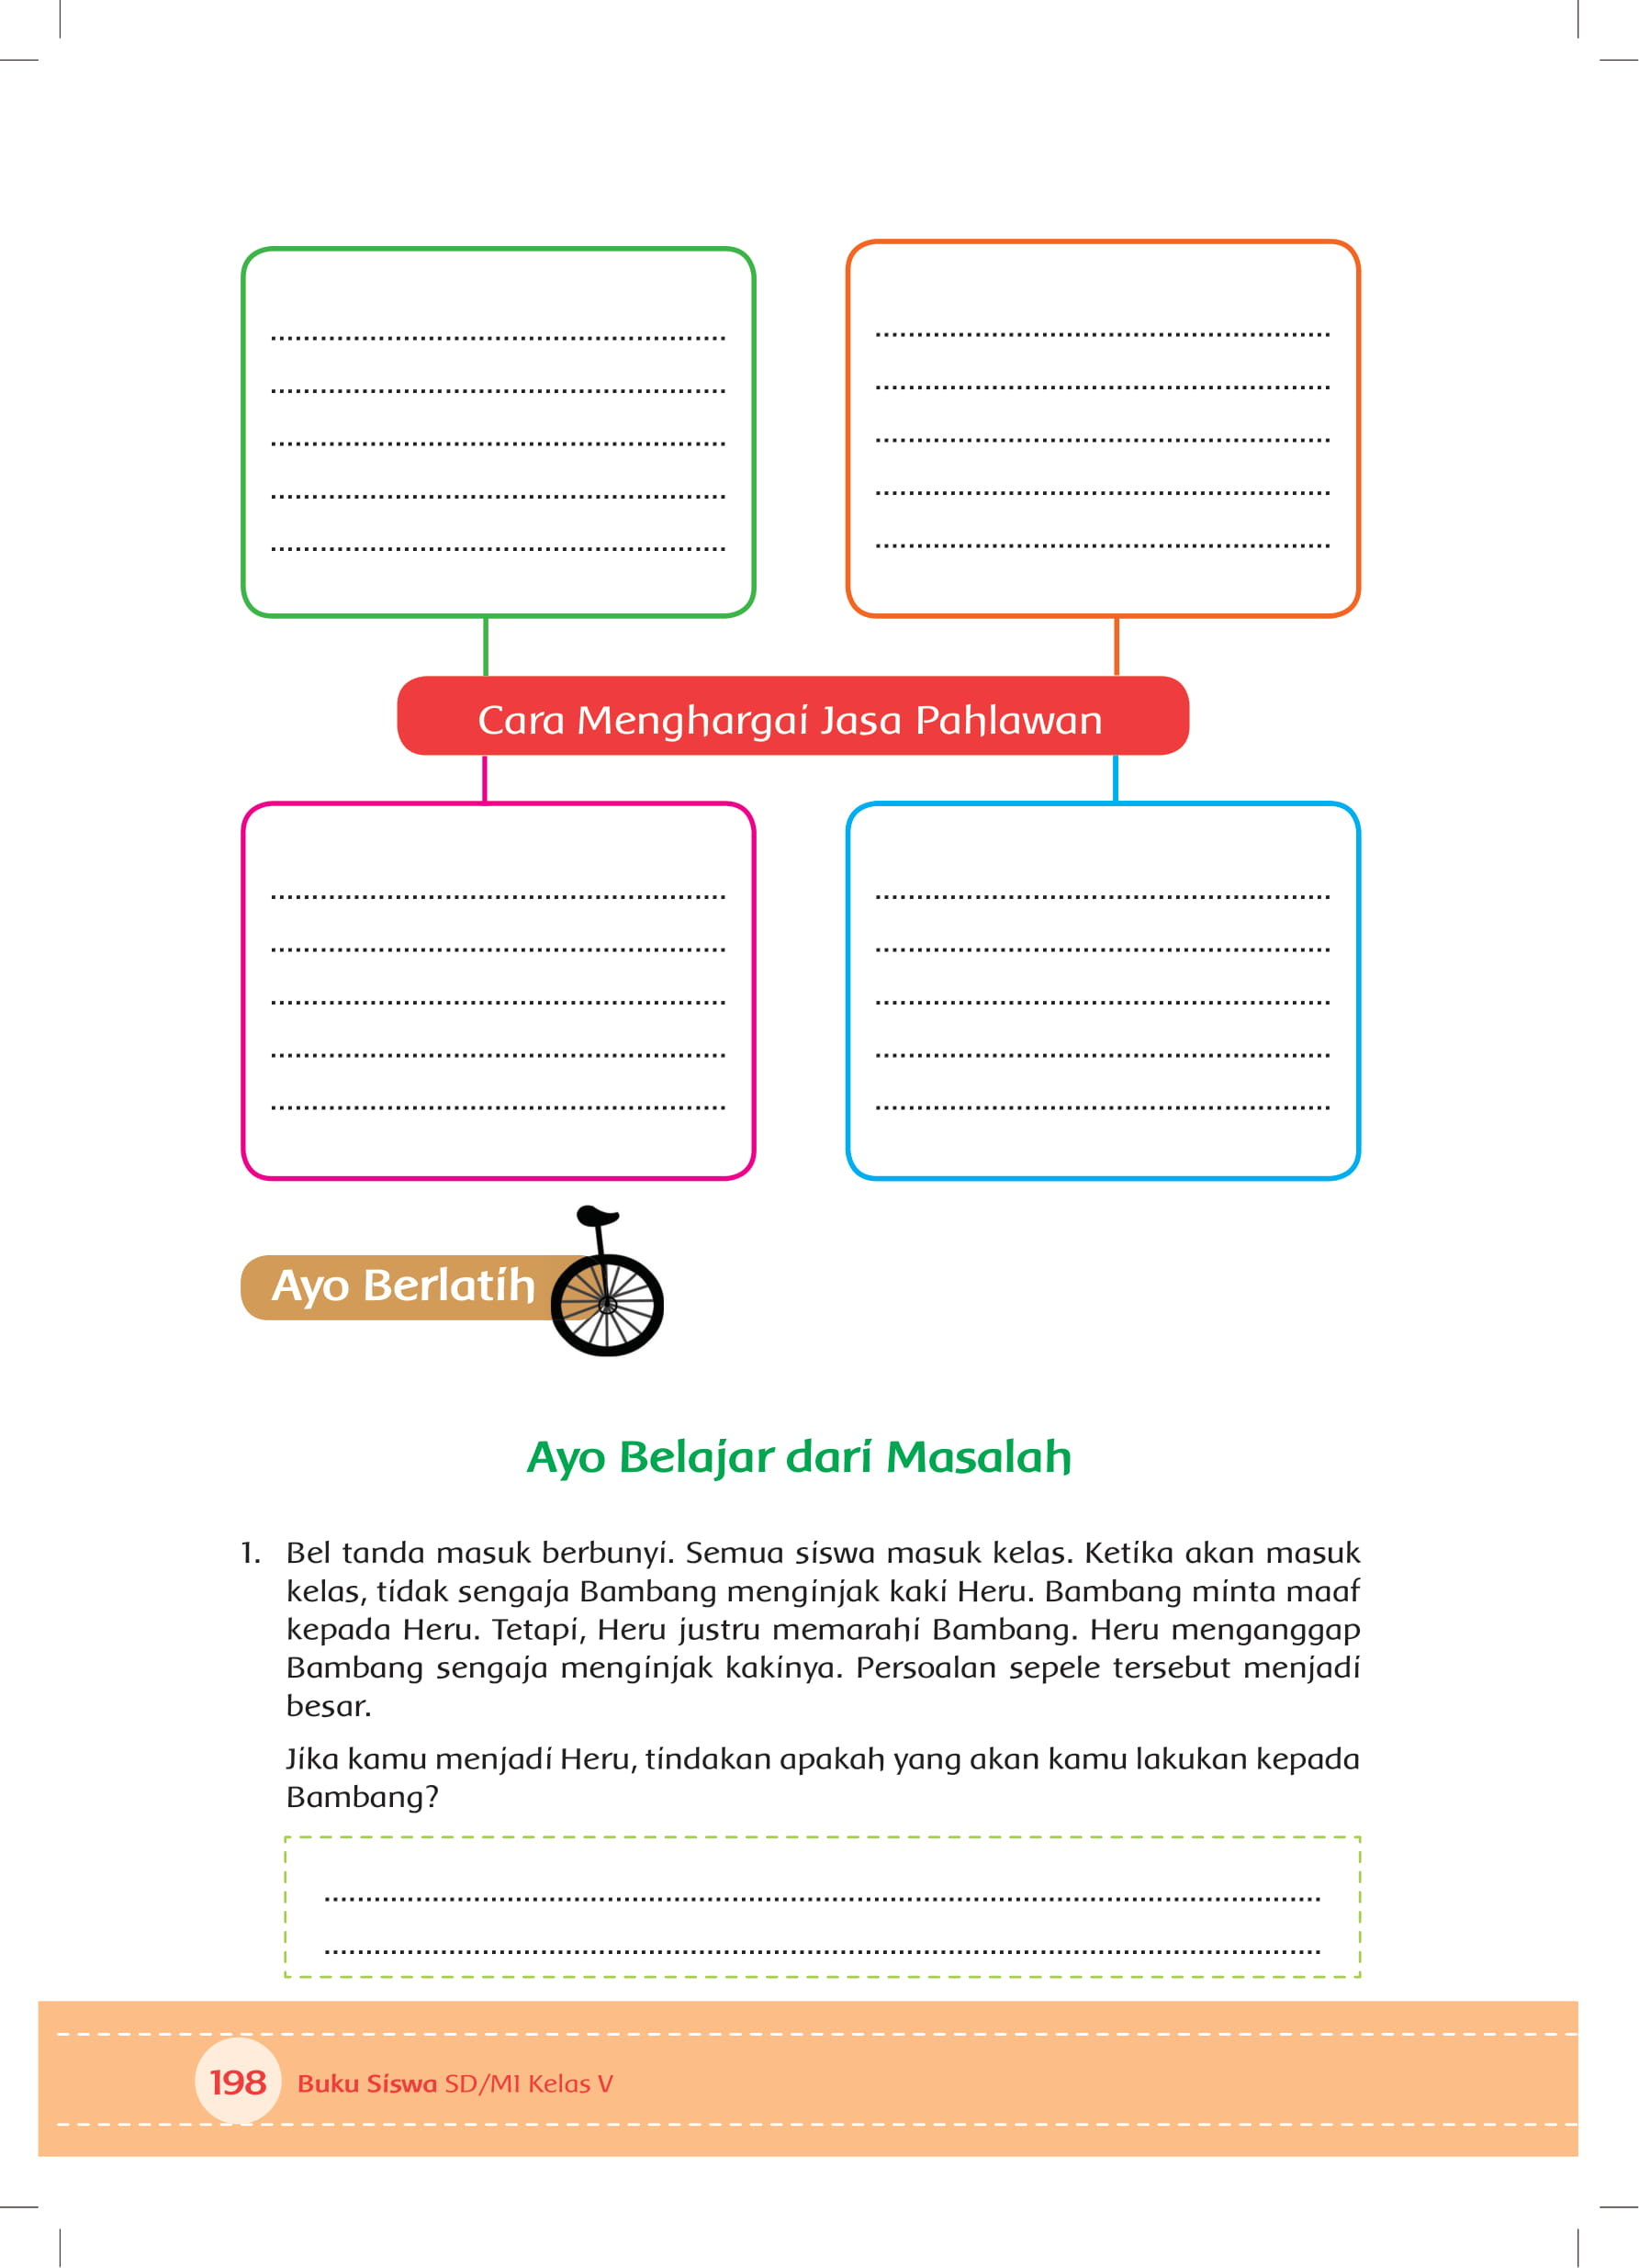 Cara Menghargai Jasa Pahlawan
Ayo Berlatih
Ayo Belajar dari Masalah
1. Bel tanda masuk berbunyi. Semua siswa masuk kelas. Ketika akan masuk
kelas, tidak sengaja Bambang menginjak kaki Heru. Bambang minta maaf
kepada Heru. Tetapi, Heru justru memarahi Bambang. Heru menganggap
Bambang sengaja menginjak kakinya. Persoalan sepele tersebut menjadi
besar.
Jika kamu menjadi Heru, tindakan apakah yang akan kamu lakukan kepada
Bambang?
198 Buku Siswa SD/MI Kelas V